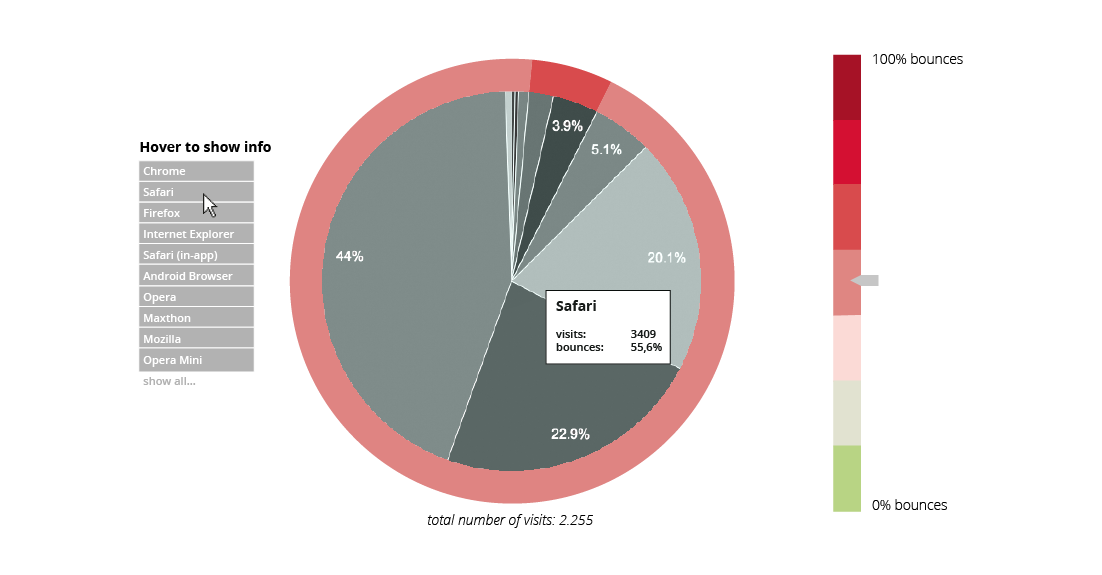 100% bounces
Hover to show info
Chrome
Safari
Firefox
Internet Explorer
Safari (in-app)
Android Browser
Opera
Maxthon
Mozilla
Opera Mini
show all...
3.9%
5.1%
44%
20.1%
Safari
visits: 3409
bounces: 55,6%
22.9%
0% bounces
total number of visits: 2.255